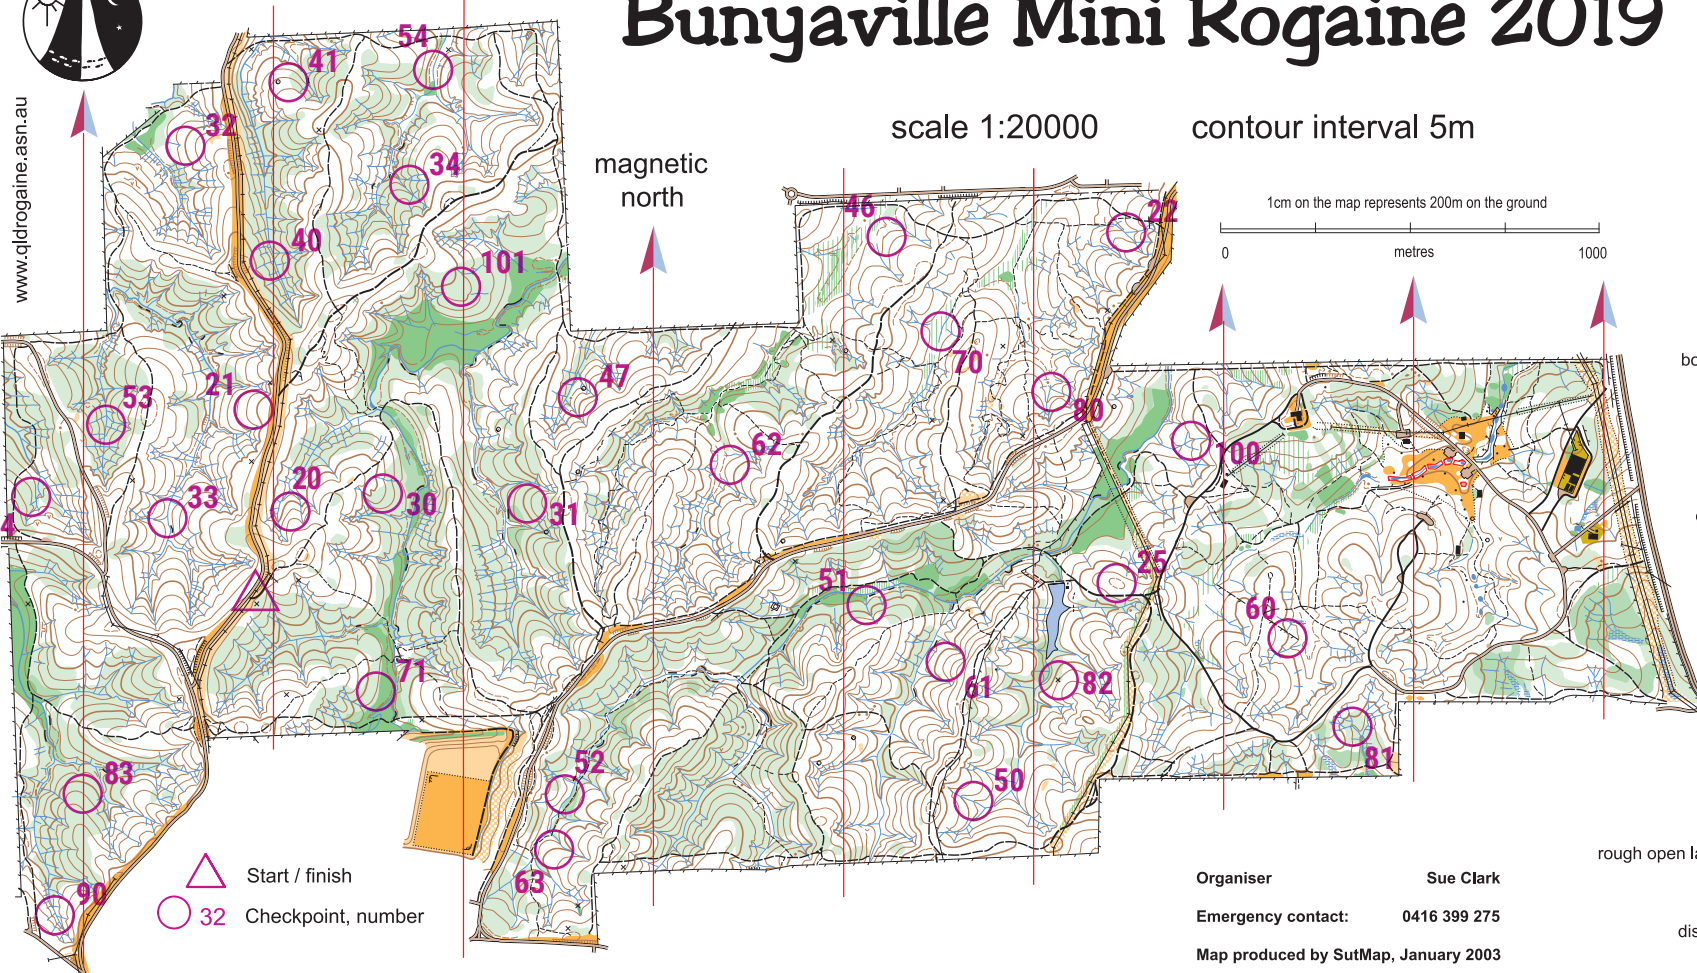 Bunyaville Mini Rogaine 2019
www.qldrogaine.asn.au
scale 1:20000
contour interval 5m
magnetic
north
1cm on the map represents 200m on the ground
0
metres
1000
54
41
32
34
40
101
46
22
53
21
47
70
80
62
100
33
20
30
31
4
51
25
60
71
61
82
81
83
52
50
63
90
Start / finish
32
Checkpoint, number
rough open
Organiser
Sue Clark
Emergency contact:
0416 399 275
Map produced by SutMap, January 2003